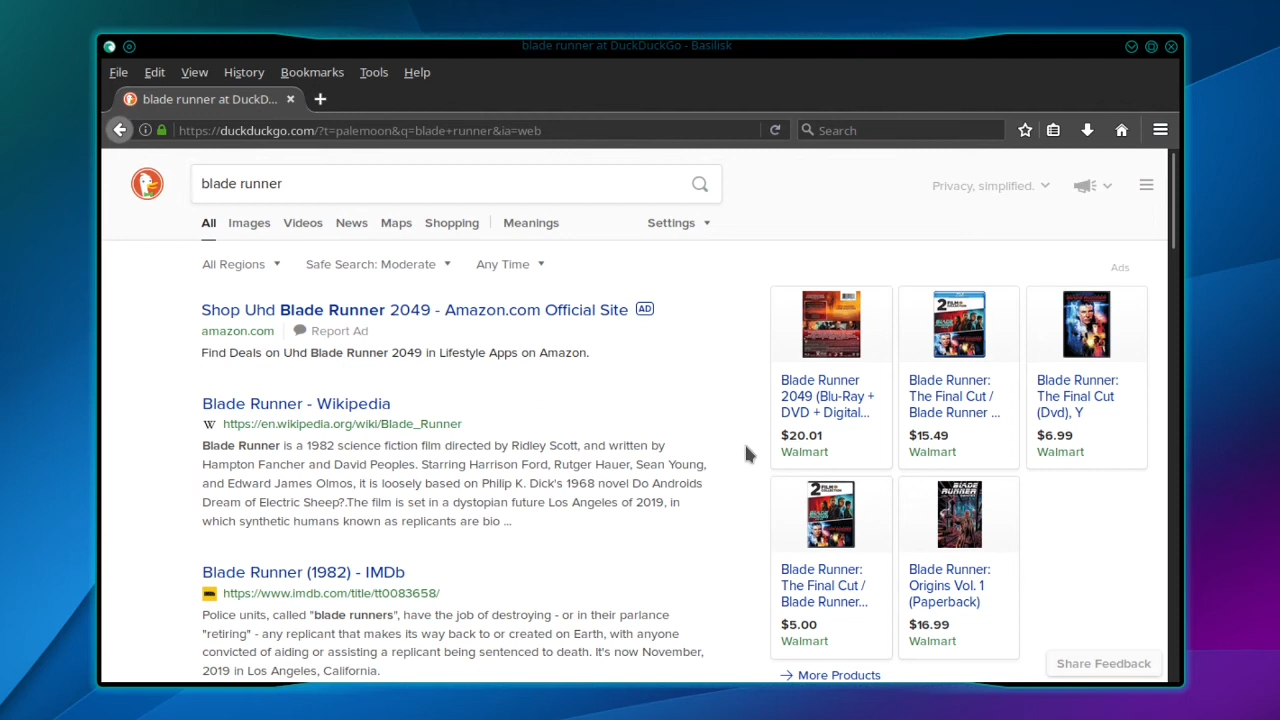 blade runner at DuckDuckGo - Basilisk
File Edit View History Bookmarks Tools Help
blade runner at DuckD...
https://duckduckgo.com/?t=palemoon&q=blade+runner&ia=web
Search
blade runner
Privacy, simplified.
All Images Videos News Maps Shopping Meanings Settings
All Regions Safe Search: Moderate Any Time
Ads
Shop Uhd Blade Runner 2049 - Amazon.com Official Site AD
amazon.com Report Ad
Find Deals on Uhd Blade Runner 2049 in Lifestyle Apps on Amazon.
Blade Runner - Wikipedia
W https://en.wikipedia.org/wiki/Blade_Runner
Blade Runner is a 1982 science fiction film directed by Ridley Scott, and written by
Hampton Fancher and David Peoples. Starring Harrison Ford, Rutger Hauer, Sean Young,
and Edward James Olmos, it is loosely based on Philip K. Dick's 1968 novel Do Androids
Dream of Electric Sheep?.The film is set in a dystopian future Los Angeles of 2019, in
which synthetic humans known as replicants are bio ...
Blade Runner (1982) - IMDb
https://www.imdb.com/title/tt0083658/
Police units, called "blade runners", have the job of destroying - or in their parlance
"retiring" - any replicant that makes its way back to or created on Earth, with anyone
convicted of aiding or assisting a replicant being sentenced to death. It's now November,
2019 in Los Angeles, California.
Blade Runner
2049 (Blu-Ray +
DVD + Digital...
$20.01
Walmart
2 FILM COLLECTION
Blade Runner:
The Final Cut /
Blade Runner ...
$15.49
Walmart
Blade Runner:
The Final Cut
(Dvd), Y
$6.99
Walmart
2 FILM COLLECTION
Blade Runner:
The Final Cut /
Blade Runner...
$5.00
Walmart
BLADE
RUNNER
Blade Runner:
Origins Vol. 1
(Paperback)
$16.99
Walmart
More Products
Share Feedback